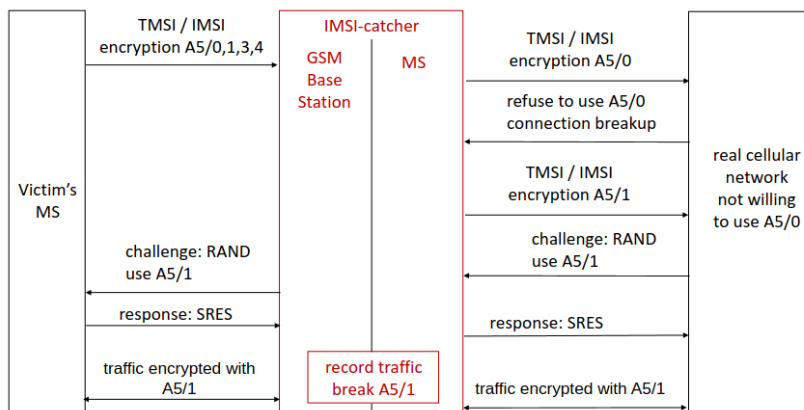 TMSI / IMSI
encryption A5/0,1,3,4
IMSI-catcher
GSM
Base
Station
MS
TMSI / IMSI
encryption A5/0
refuse to use A5/0
connection breakup
TMSI / IMSI
encryption A5/1
real cellular
network
not willing
to use A5/0
Victim's
MS
challenge: RAND
use A5/1
challenge: RAND
use A5/1
response: SRES
response: SRES
traffic encrypted with
A5/1
record traffic
break A5/1
traffic encrypted with A5/1